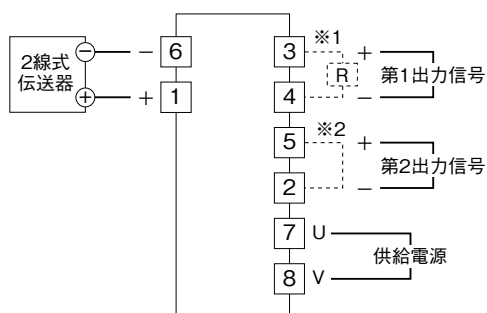 2線式
伝送器
− − 6
+ + 1
3 ※1 +
R 第1出力信号
4 −
5 ※2 +
第2出力信号
2 −
7 U
供給電源
8 V